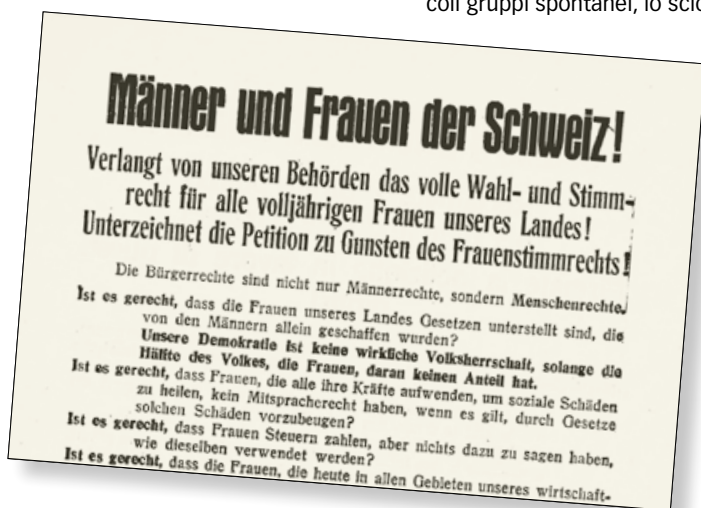 coli gruppi spontanei, lo
Männer und Frauen der Schweiz!
Verlangt von unseren Behörden das volle Wahl- und Stimm-
recht für alle volljährigen Frauen unseres Landes!
Unterzeichnet die Petition zu Gunsten des Frauenstimmrechts!
Die Bürgerrechte sind nicht nur Männerrechte, sondern Menschenrechte.
Ist es gerecht, dass die Frauen unseres Landes Gesetzen unterstellt sind, die
von den Männern allein geschaffen wurden?
Unsere Demokratie ist keine wirkliche Volksherrschaft, solange die
Hälfte des Volkes, die Frauen, daran keinen Anteil hat.
Ist es gerecht, dass Frauen, die alle ihre Kräfte aufwenden, um soziale Schäden
zu heilen, kein Mitspracherecht haben, wenn es gilt, durch Gesetze
solchen Schäden vorzubeugen?
Ist es gerecht, dass Frauen Steuern zahlen, aber nichts dazu zu sagen haben,
wie dieselben verwendet werden?
Ist es gerecht, dass die Frauen, die heute in allen Gebieten unseres wirtschaft-